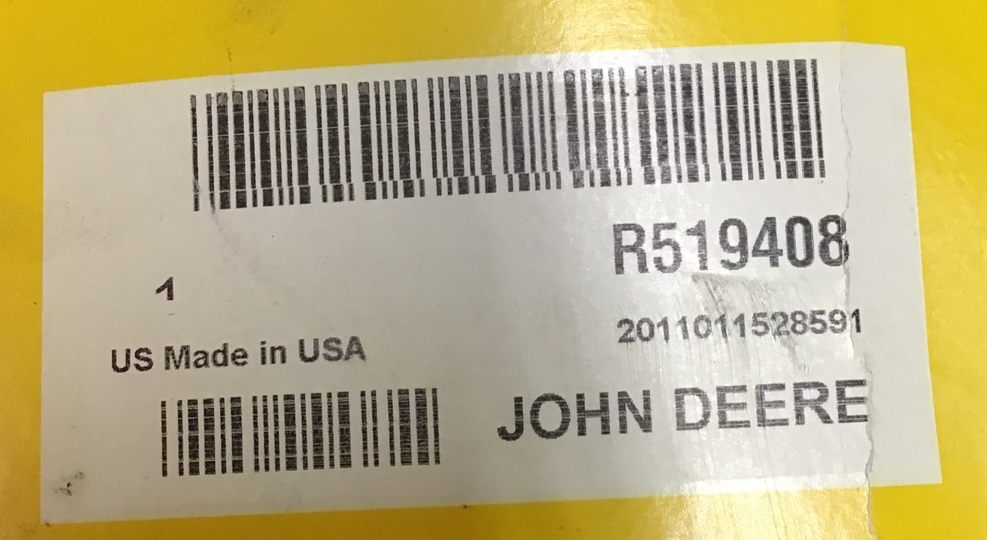 R519408
1
2011011528591
US Made in USA
JOHN DEERE